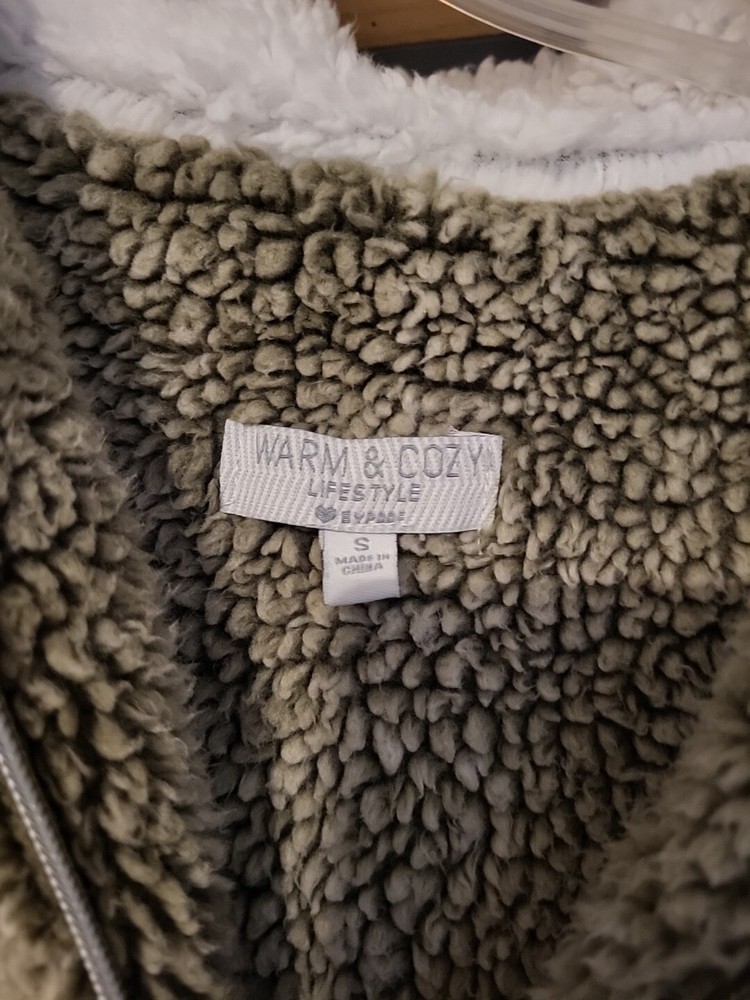 WARM & COZY
LIFESTYLE
S
MADE IN
CHINA